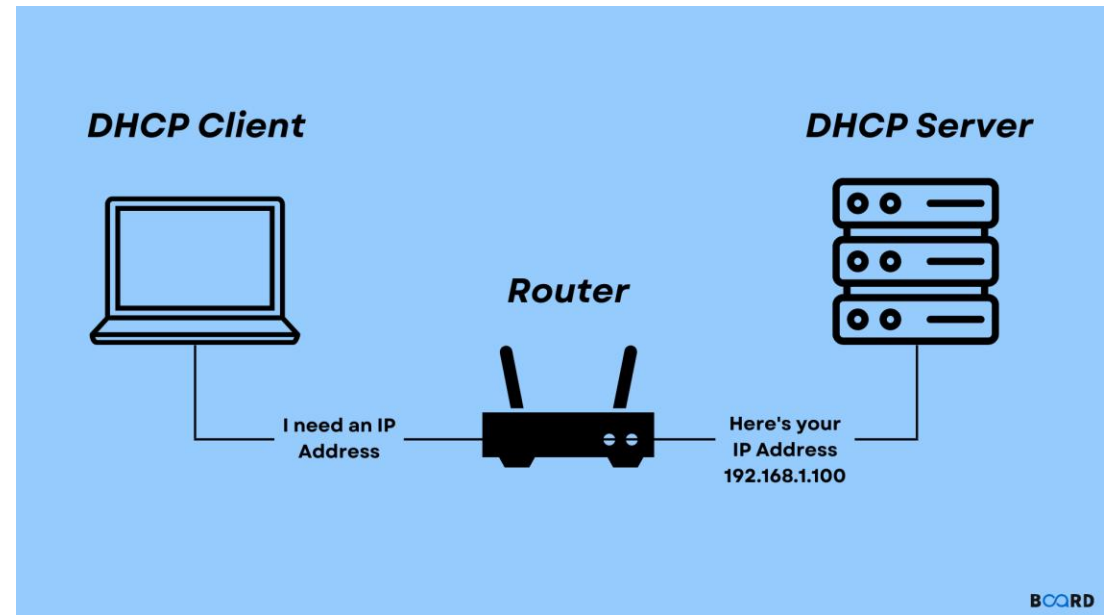 DHCP Client
DHCP Server
Router
I need an IP
Address
Here's your
IP Address
192.168.1.100
BOARD